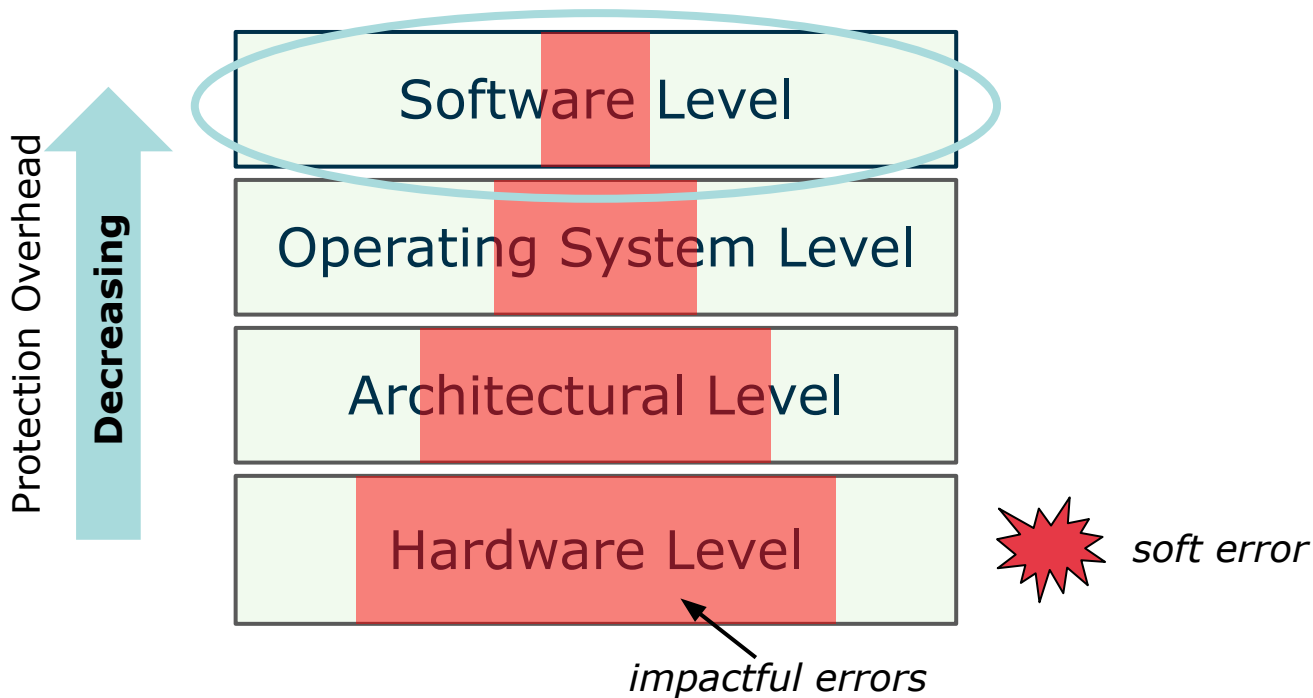 Software Level
Operating System Level
Architectural Level
Hardware Level
Protection Overhead
Decreasing
soft error
impactful errors